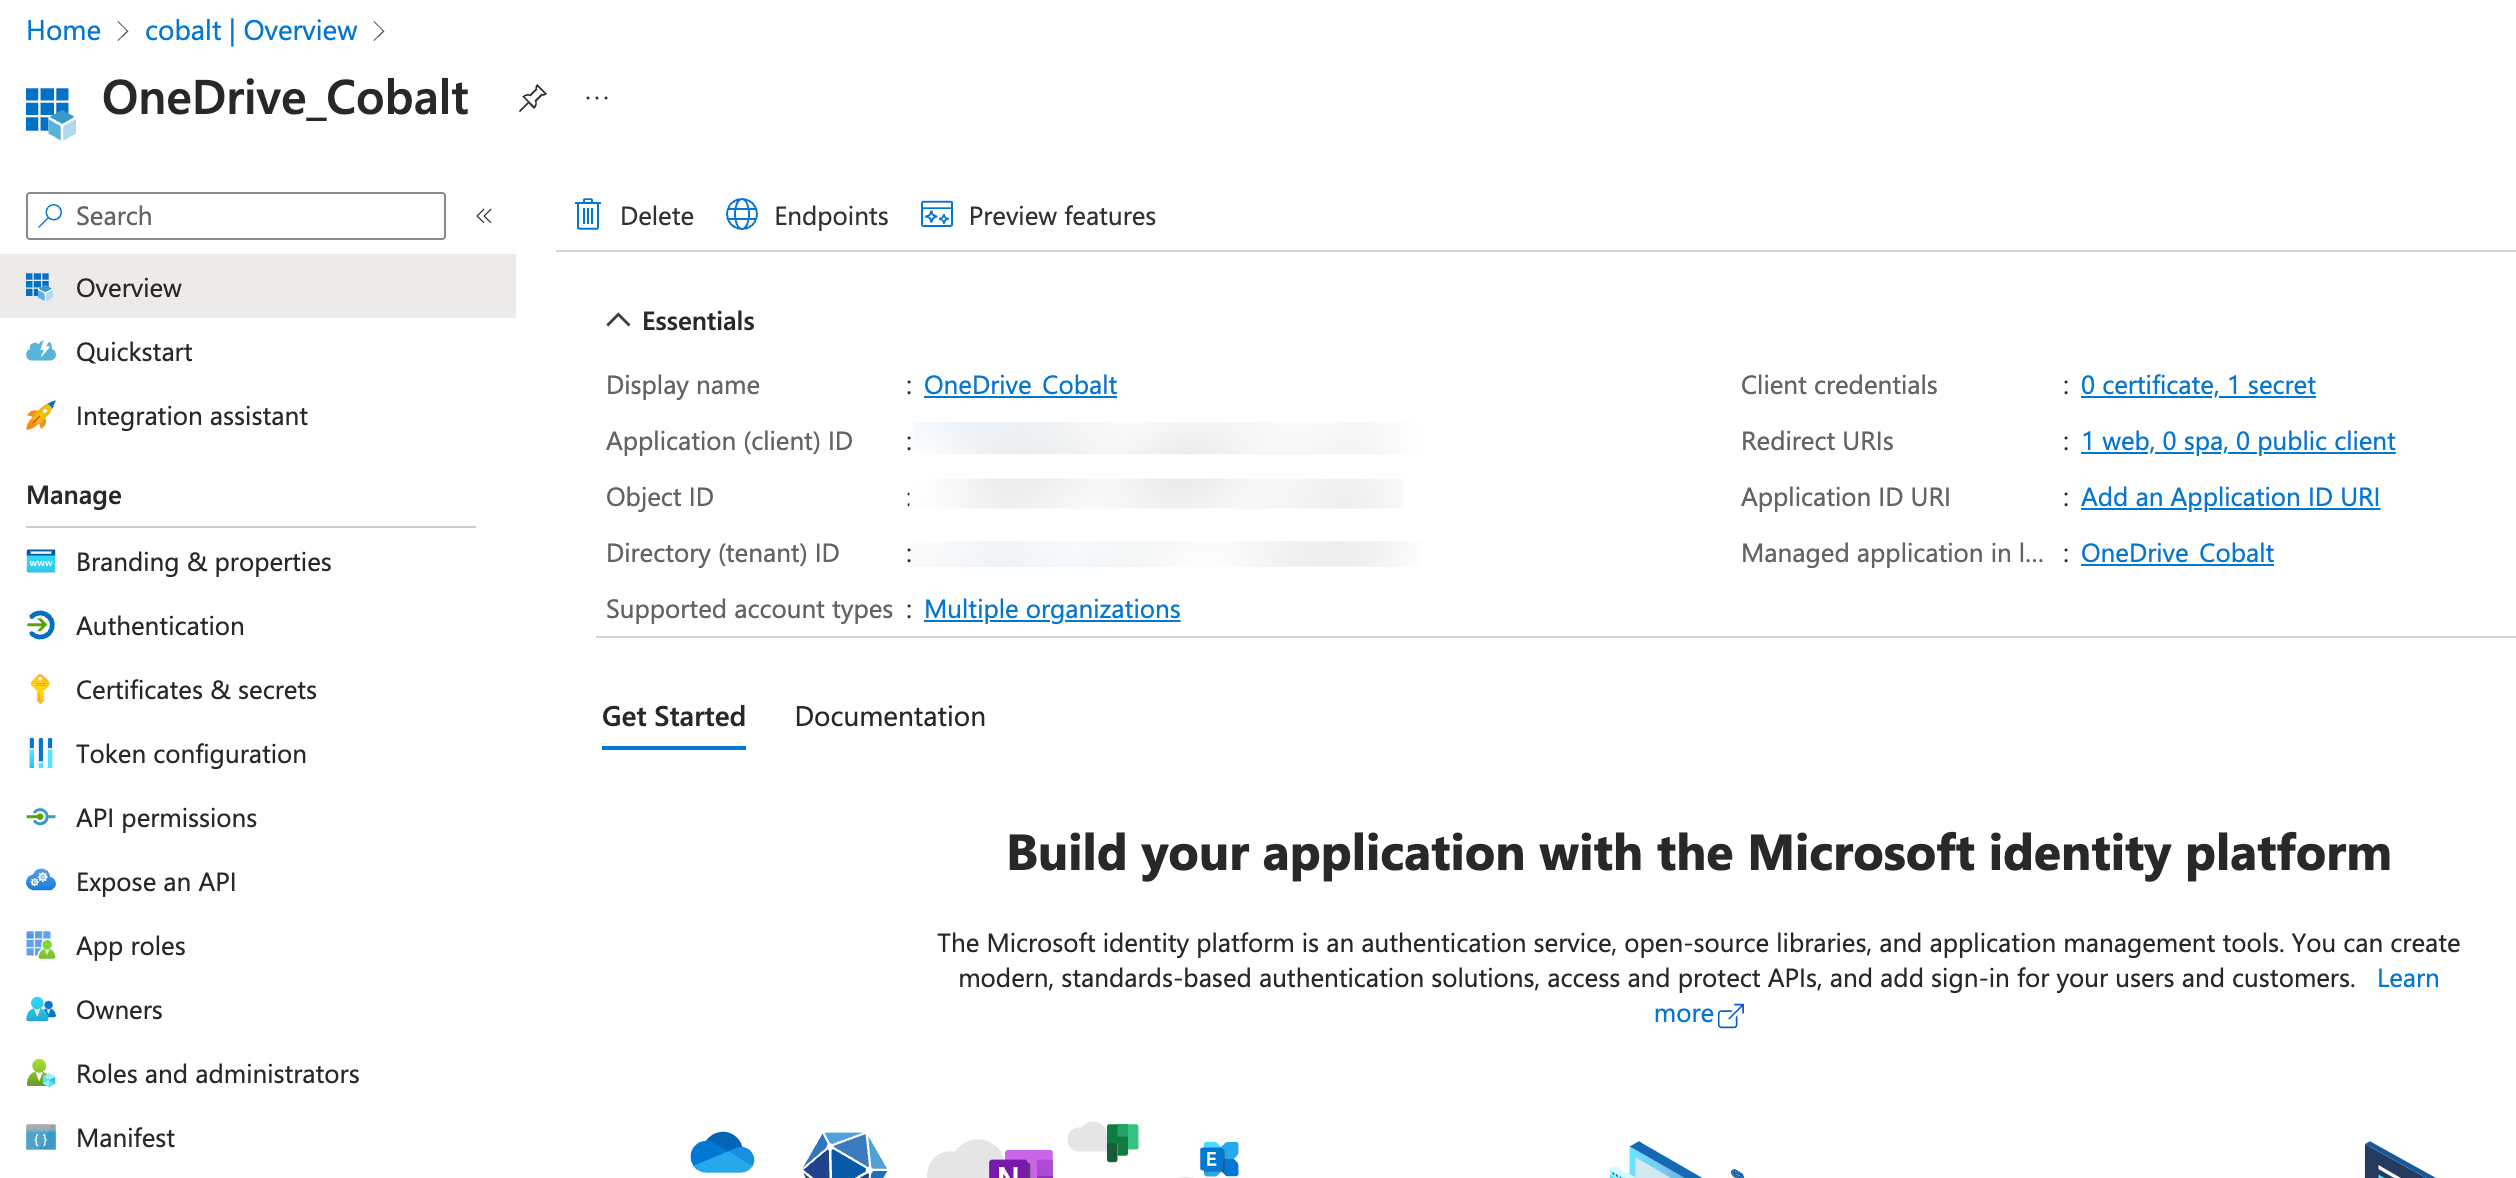 Home > cobalt | Overview >
OneDrive_Cobalt ...
Search «
Overview
Quickstart
Integration assistant
Manage
Branding & properties
Authentication
Certificates & secrets
Token configuration
API permissions
Expose an API
App roles
Owners
Roles and administrators
Manifest
Delete Endpoints Preview features
Essentials
Display name : OneDrive_Cobalt
Application (client) ID :
Object ID :
Directory (tenant) ID :
Supported account types : Multiple organizations
Client credentials : 0 certificate, 1 secret
Redirect URIs : 1 web, 0 spa, 0 public client
Application ID URI : Add an Application ID URI
Managed application in l... : OneDrive_Cobalt
Get Started Documentation
Build your application with the Microsoft identity platform
The Microsoft identity platform is an authentication service, open-source libraries, and application management tools. You can create
modern, standards-based authentication solutions, access and protect APIs, and add sign-in for your users and customers. Learn
more
N
E